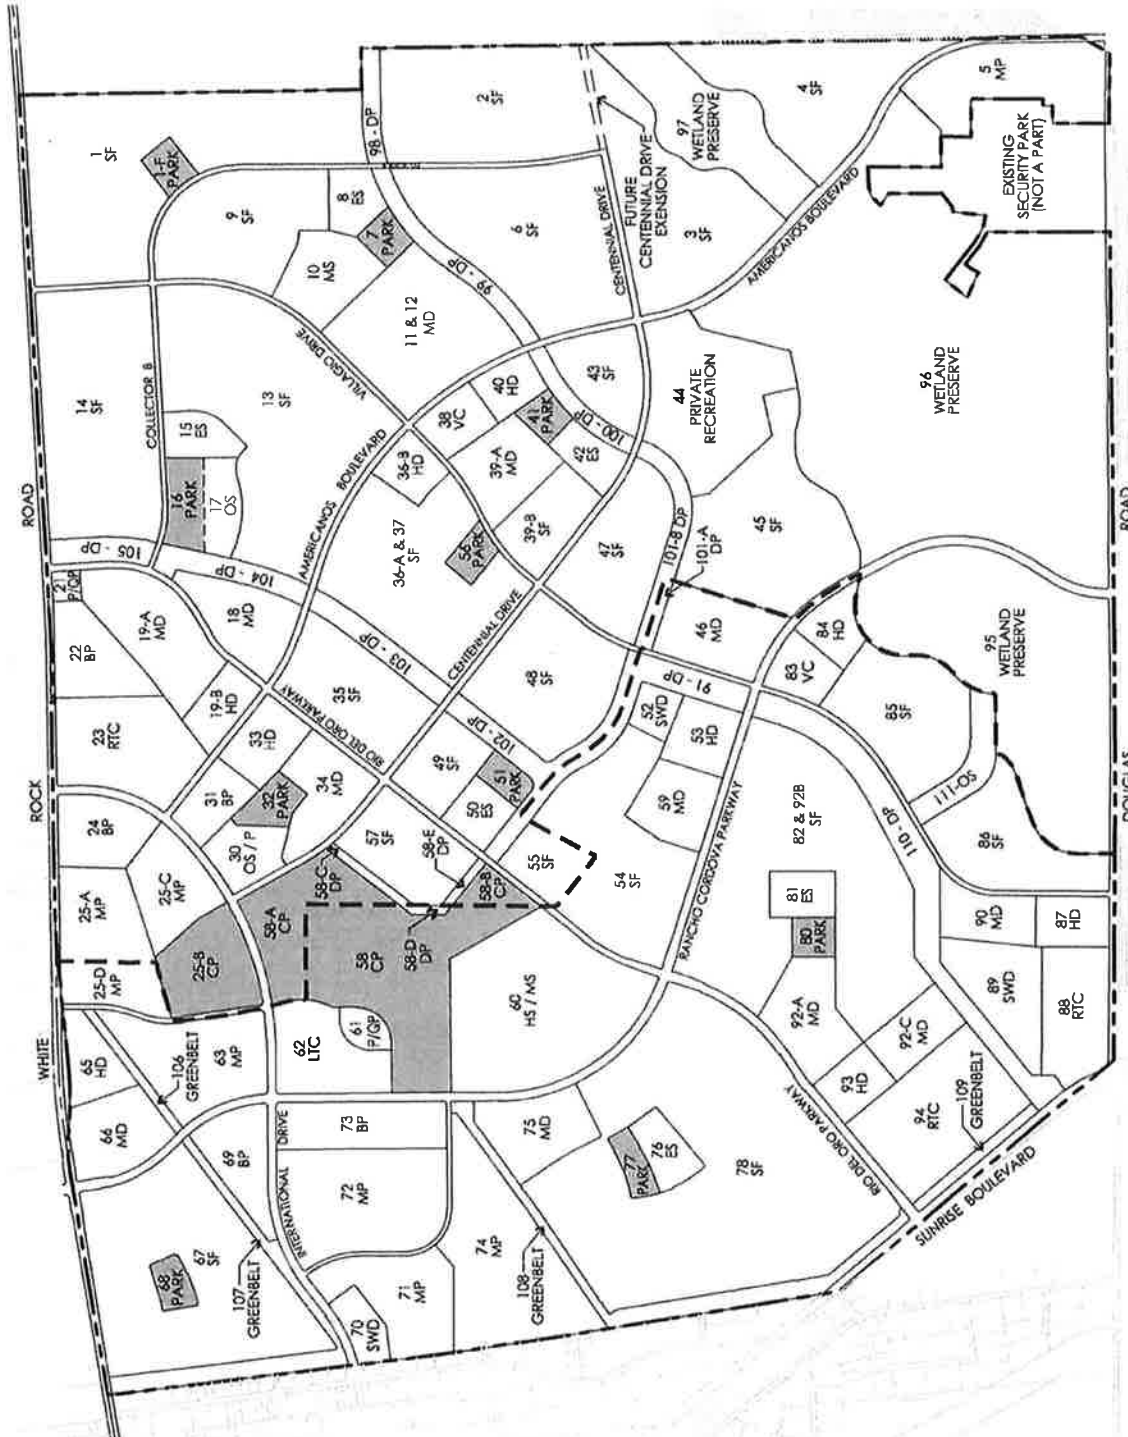 WHITE
ROCK
ROAD
1
SF
1-F
PARK
98 - DP
2
SF
4
SF
5
MP
9
SF
8
ES
7
PARK
10
MS
99 - DP
6
SF
CENTENNIAL DRIVE
FUTURE
CENTENNIAL DRIVE
EXENSION
97
WETLAND
PRESERVE
3
SF
AMERICANOS BOULEVARD
EXISTING
SECURITY PARK
(NOT A PART)
14
SF
COLLECTOR B
13
SF
VILLAGIO DRIVE
11 & 12
MD
15
ES
16
PARK
17
OS
AMERICANOS BOULEVARD
36-B
HD
38
VC
40
HD
41
PARK
39-A
MD
42
ES
43
SF
100 - DP
44
PRIVATE
RECREATION
96
WETLAND
PRESERVE
105 - DP
104 - DP
103 - DP
36-A & 37
SF
56
PARK
39-B
SF
47
SF
101-B DP
101-A
DP
45
SF
21
P/QP
22
BP
19-A
MD
18
MD
19-B
HD
RIO DEL ORO PARKWAY
35
SF
CENTENNIAL DRIVE
102 - DP
48
SF
46
MD
91 - DP
84
HD
83
VC
95
WETLAND
PRESERVE
23
RTC
24
BP
31
BP
33
HD
32
PARK
34
MD
30
OS / P
49
SF
50
ES
51
PARK
52
SWD
53
HD
59
MD
85
SF
111-OS
86
SF
25-A
MP
25-C
MP
25-D
MP
25-B
CP
58-A
CP
58-C
DP
57
SF
58-E
DP
58-B
CP
58
CP
58-D
DP
55
SF
54
SF
RANCHO CORDOVA PARKWAY
82 & 92B
SF
110 - DP
81
ES
80
PARK
90
MD
87
HD
89
SWD
88
RTC
60
HS / MS
61
P/QP
62
LTC
63
MP
65
HD
106
GREENBELT
66
MD
92-A
MD
92-C
MD
93
HD
94
RTC
109
GREENBELT
RIO DEL ORO PARKWAY
SUNRISE BOULEVARD
67
SF
68
PARK
69
BP
107
GREENBELT
INTERNATIONAL DRIVE
73
BP
72
MP
70
SWD
71
MP
74
MP
108
GREENBELT
75
MD
77
PARK
76
ES
78
SF
DOUGLAS
ROAD